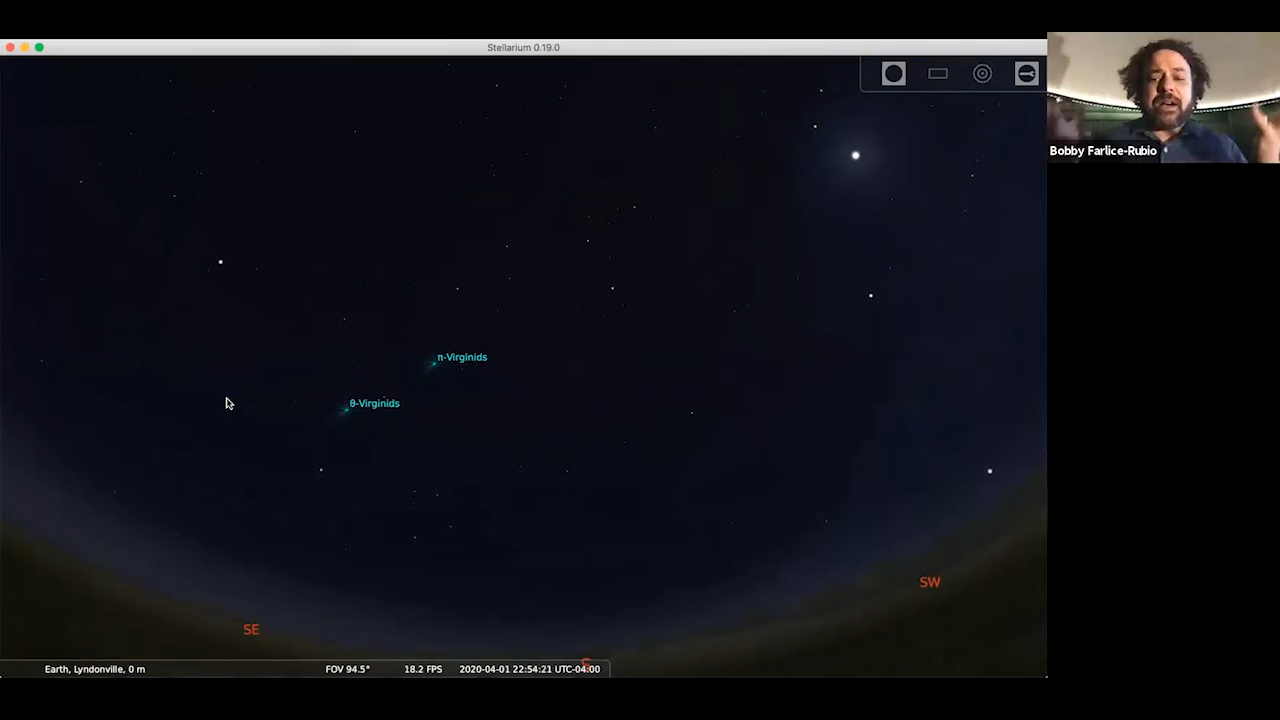 Stellarium 0.19.0
Bobby Farlice-Rubio
π-Virginids
θ-Virginids
SW
SE
S
Earth, Lyndonville, 0 m FOV 94.5° 18.2 FPS 2020-04-01 22:54:21 UTC-04:00